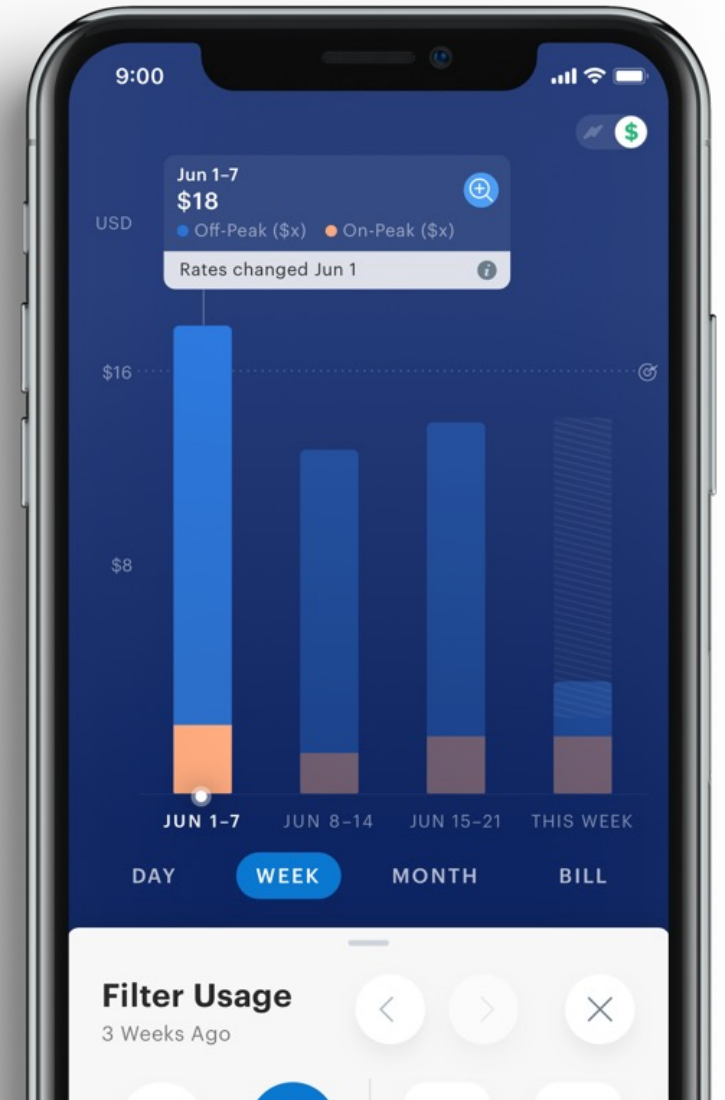 9:00
$
Jun 1–7
$18
USD
Off-Peak ($x) On-Peak ($x)
Rates changed Jun 1
$16
$8
JUN 1–7 JUN 8–14 JUN 15–21 THIS WEEK
DAY WEEK MONTH BILL
Filter Usage
3 Weeks Ago